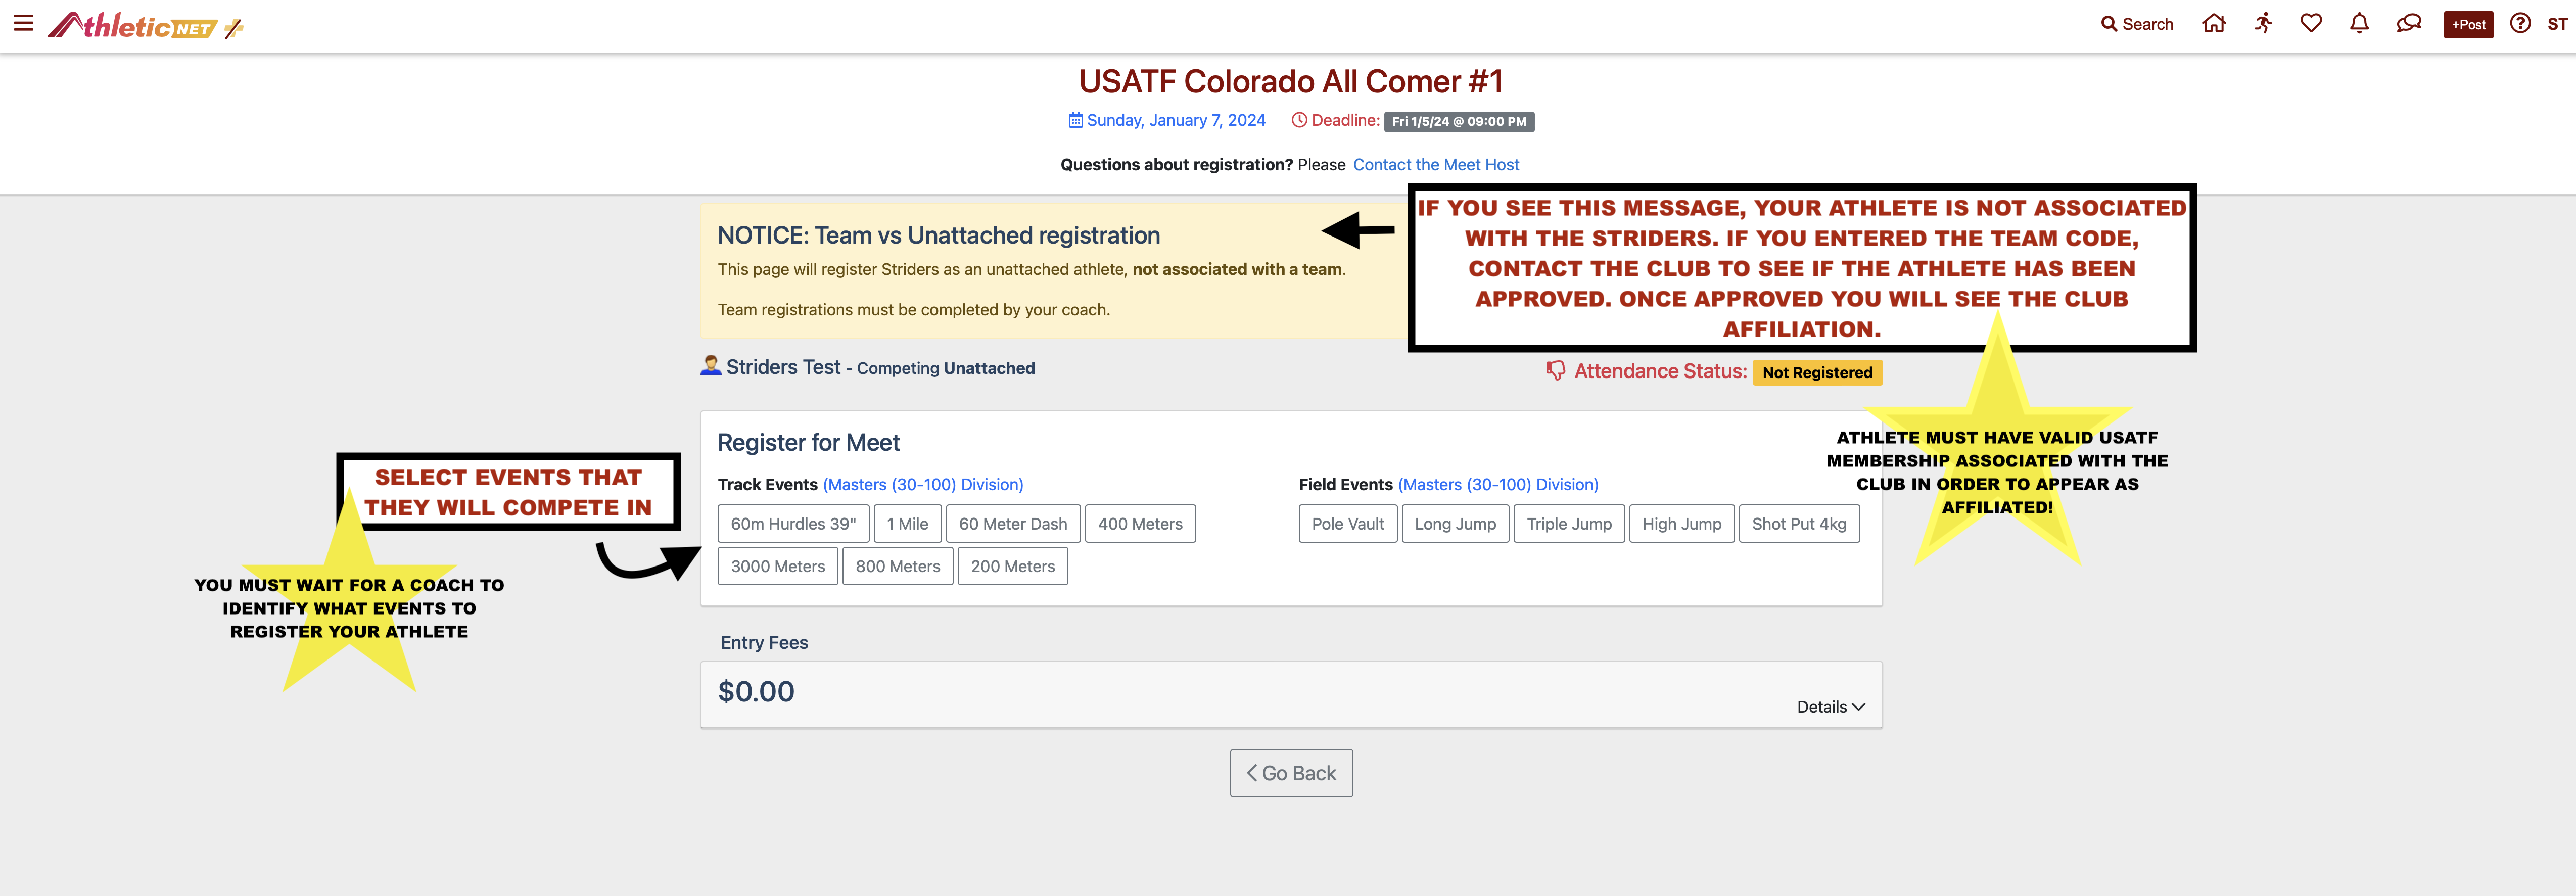 Athletic NET
Search
+Post
ST
USATF Colorado All Comer #1
Sunday, January 7, 2024 Deadline: Fri 1/5/24 @ 09:00 PM
Questions about registration? Please Contact the Meet Host
NOTICE: Team vs Unattached registration
This page will register Striders as an unattached athlete, not associated with a team.
Team registrations must be completed by your coach.
IF YOU SEE THIS MESSAGE, YOUR ATHLETE IS NOT ASSOCIATED
WITH THE STRIDERS. IF YOU ENTERED THE TEAM CODE,
CONTACT THE CLUB TO SEE IF THE ATHLETE HAS BEEN
APPROVED. ONCE APPROVED YOU WILL SEE THE CLUB
AFFILIATION.
Striders Test - Competing Unattached
Attendance Status: Not Registered
ATHLETE MUST HAVE VALID USATF
MEMBERSHIP ASSOCIATED WITH THE
CLUB IN ORDER TO APPEAR AS
AFFILIATED!
SELECT EVENTS THAT
THEY WILL COMPETE IN
YOU MUST WAIT FOR A COACH TO
IDENTIFY WHAT EVENTS TO
REGISTER YOUR ATHLETE
Register for Meet
Track Events (Masters (30-100) Division)
60m Hurdles 39" 1 Mile 60 Meter Dash 400 Meters
3000 Meters 800 Meters 200 Meters
Field Events (Masters (30-100) Division)
Pole Vault Long Jump Triple Jump High Jump Shot Put 4kg
Entry Fees
$0.00
Details
Go Back